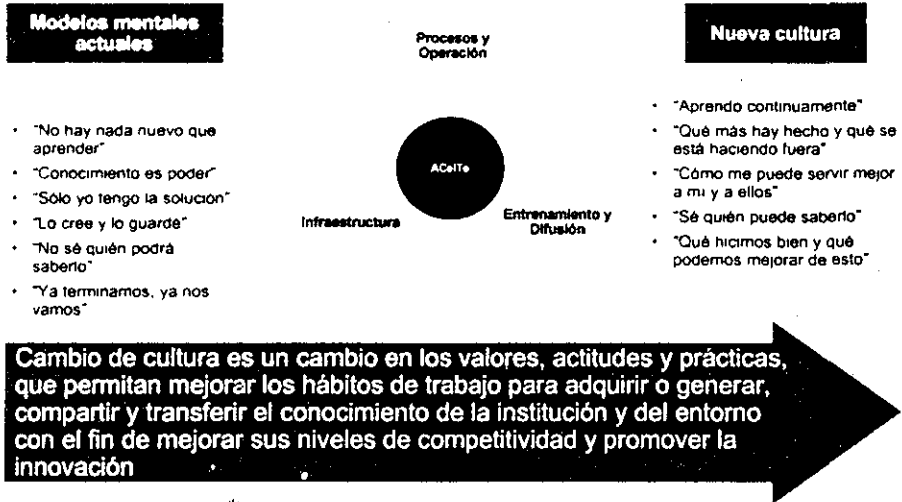 Modelos mentales
actuales
Procesos y
Operación
Nueva cultura
• "No hay nada nuevo que
aprender"
• "Conocimiento es poder"
• "Sólo yo tengo la solución"
• "Lo cree y lo guarde"
• "No sé quién podrá
saberlo"
• "Ya terminamos, ya nos
vamos"
ACeITe
Infraestructura
Entrenamiento y
Difusión
• "Aprendo continuamente"
• "Qué más hay hecho y qué se
está haciendo fuera"
• "Cómo me puede servir mejor
a mi y a ellos"
• "Sé quién puede saberlo"
• "Qué hicimos bien y qué
podemos mejorar de esto"
Cambio de cultura es un cambio en los valores, actitudes y prácticas,
que permitan mejorar los hábitos de trabajo para adquirir o generar,
compartir y transferir el conocimiento de la institución y del entorno
con el fin de mejorar sus niveles de competitividad y promover la
innovación